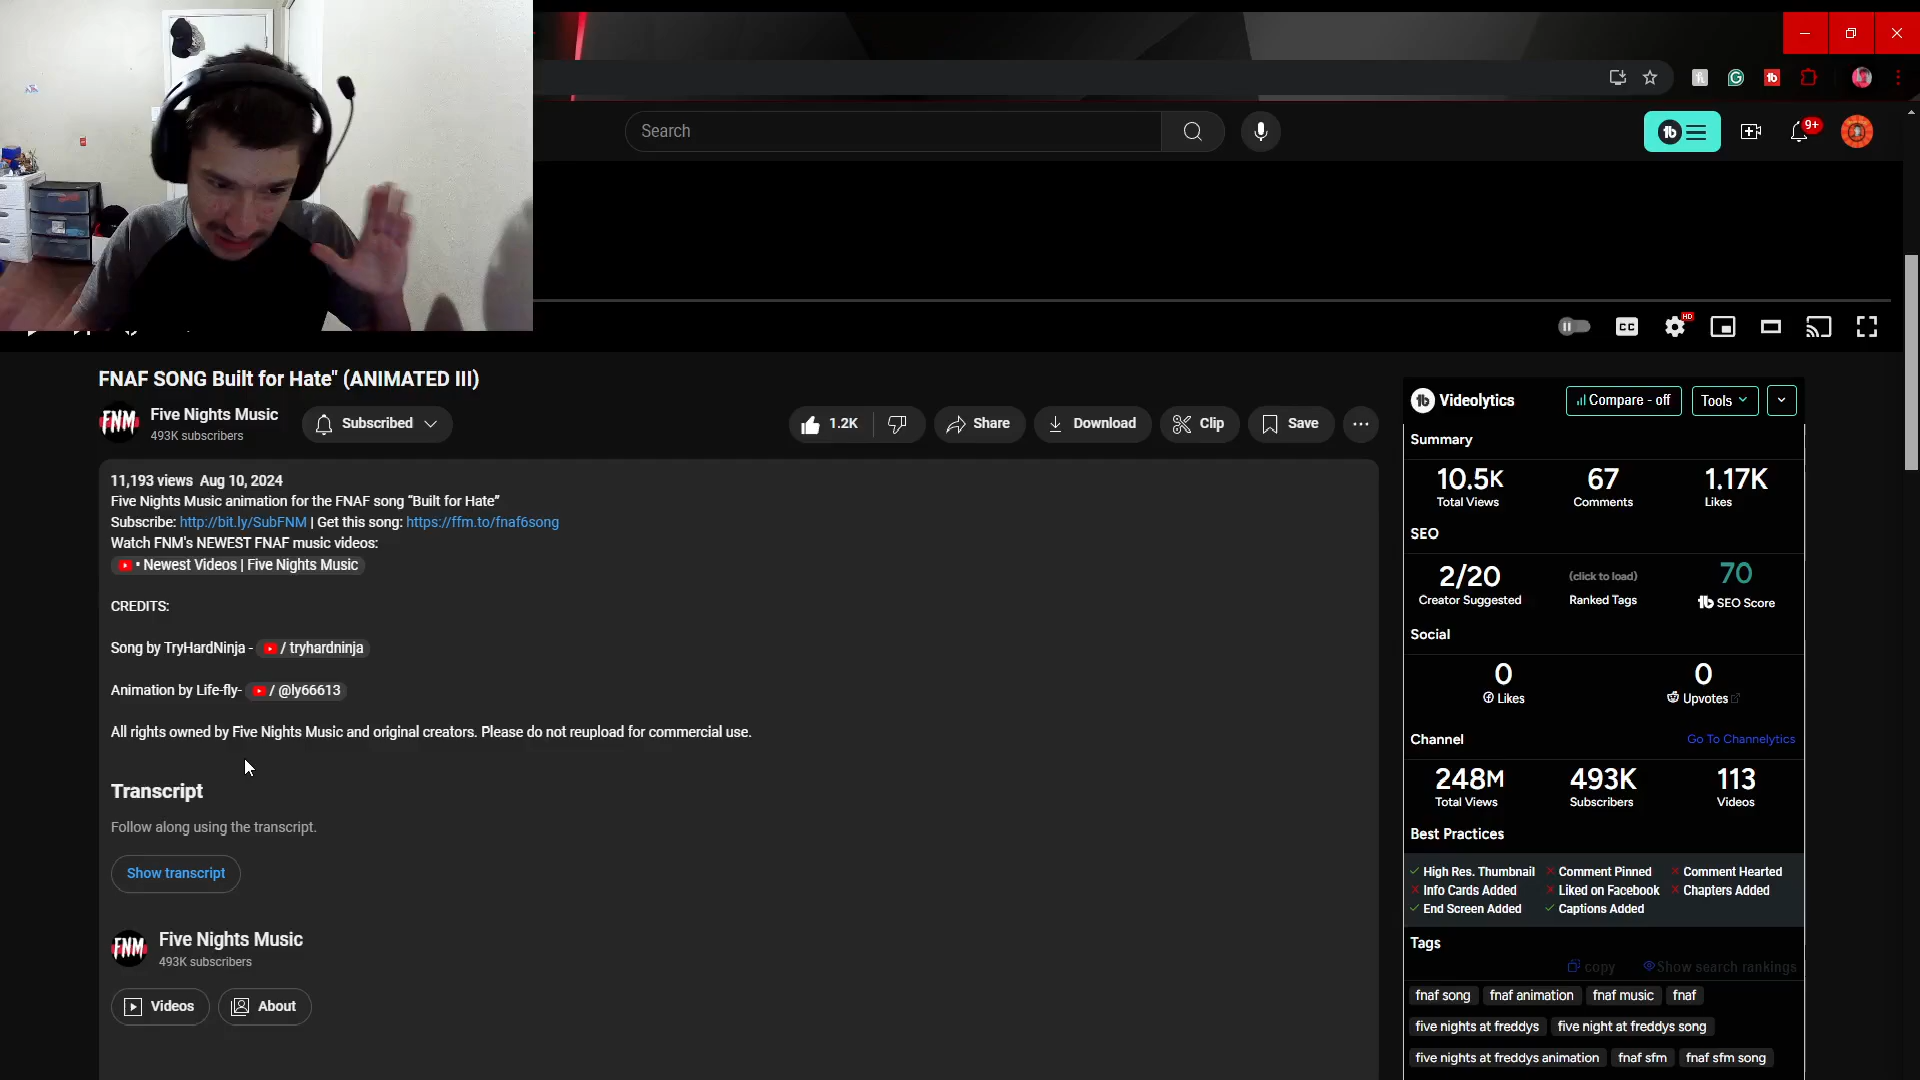 Search
9+
CC
HD
FNAF SONG Built for Hate" (ANIMATED III)
FNM
Five Nights Music
493K subscribers
Subscribed
1.2K
Share
Download
Clip
Save
11,193 views Aug 10, 2024
Five Nights Music animation for the FNAF song “Built for Hate”
Subscribe: http://bit.ly/SubFNM | Get this song: https://ffm.to/fnaf6song
Watch FNM's NEWEST FNAF music videos:
• Newest Videos | Five Nights Music
CREDITS:
Song by TryHardNinja - / tryhardninja
Animation by Life-fly- / @ly66613
All rights owned by Five Nights Music and original creators. Please do not reupload for commercial use.
Transcript
Follow along using the transcript.
Show transcript
FNM
Five Nights Music
493K subscribers
Videos
About
Videolytics
Compare - off
Tools
Summary
10.5K 67 1.17K
Total Views Comments Likes
SEO
2/20 (click to load) 70
Creator Suggested Ranked Tags SEO Score
Social
0 0
Likes Upvotes
Channel Go To Channelytics
248M 493K 113
Total Views Subscribers Videos
Best Practices
High Res. Thumbnail Comment Pinned Comment Hearted
Info Cards Added Liked on Facebook Chapters Added
End Screen Added Captions Added
Tags
copy Show search rankings
fnaf song fnaf animation fnaf music fnaf
five nights at freddys five night at freddys song
five nights at freddys animation fnaf sfm fnaf sfm song